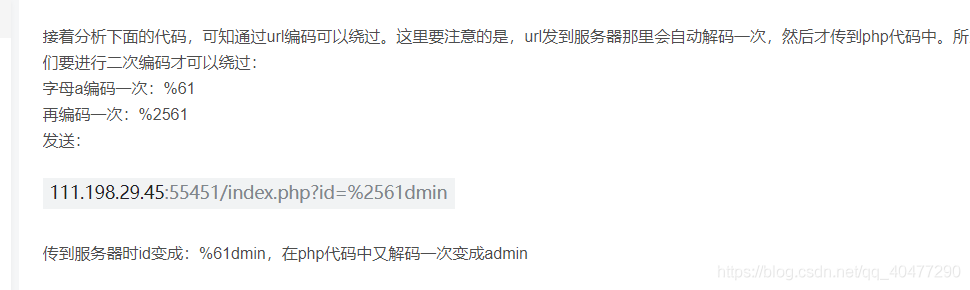 接着分析下面的代码，可知通过url编码可以绕过。这里要注意的是，url发到服务器那里会自动解码一次，然后才传到php代码中。所
们要进行二次编码才可以绕过：
字母a编码一次：%61
再编码一次：%2561
发送：
111.198.29.45:55451/index.php?id=%2561dmin
传到服务器时id变成：%61dmin，在php代码中又解码一次变成admin
https://blog.csdn.net/qq_40477290